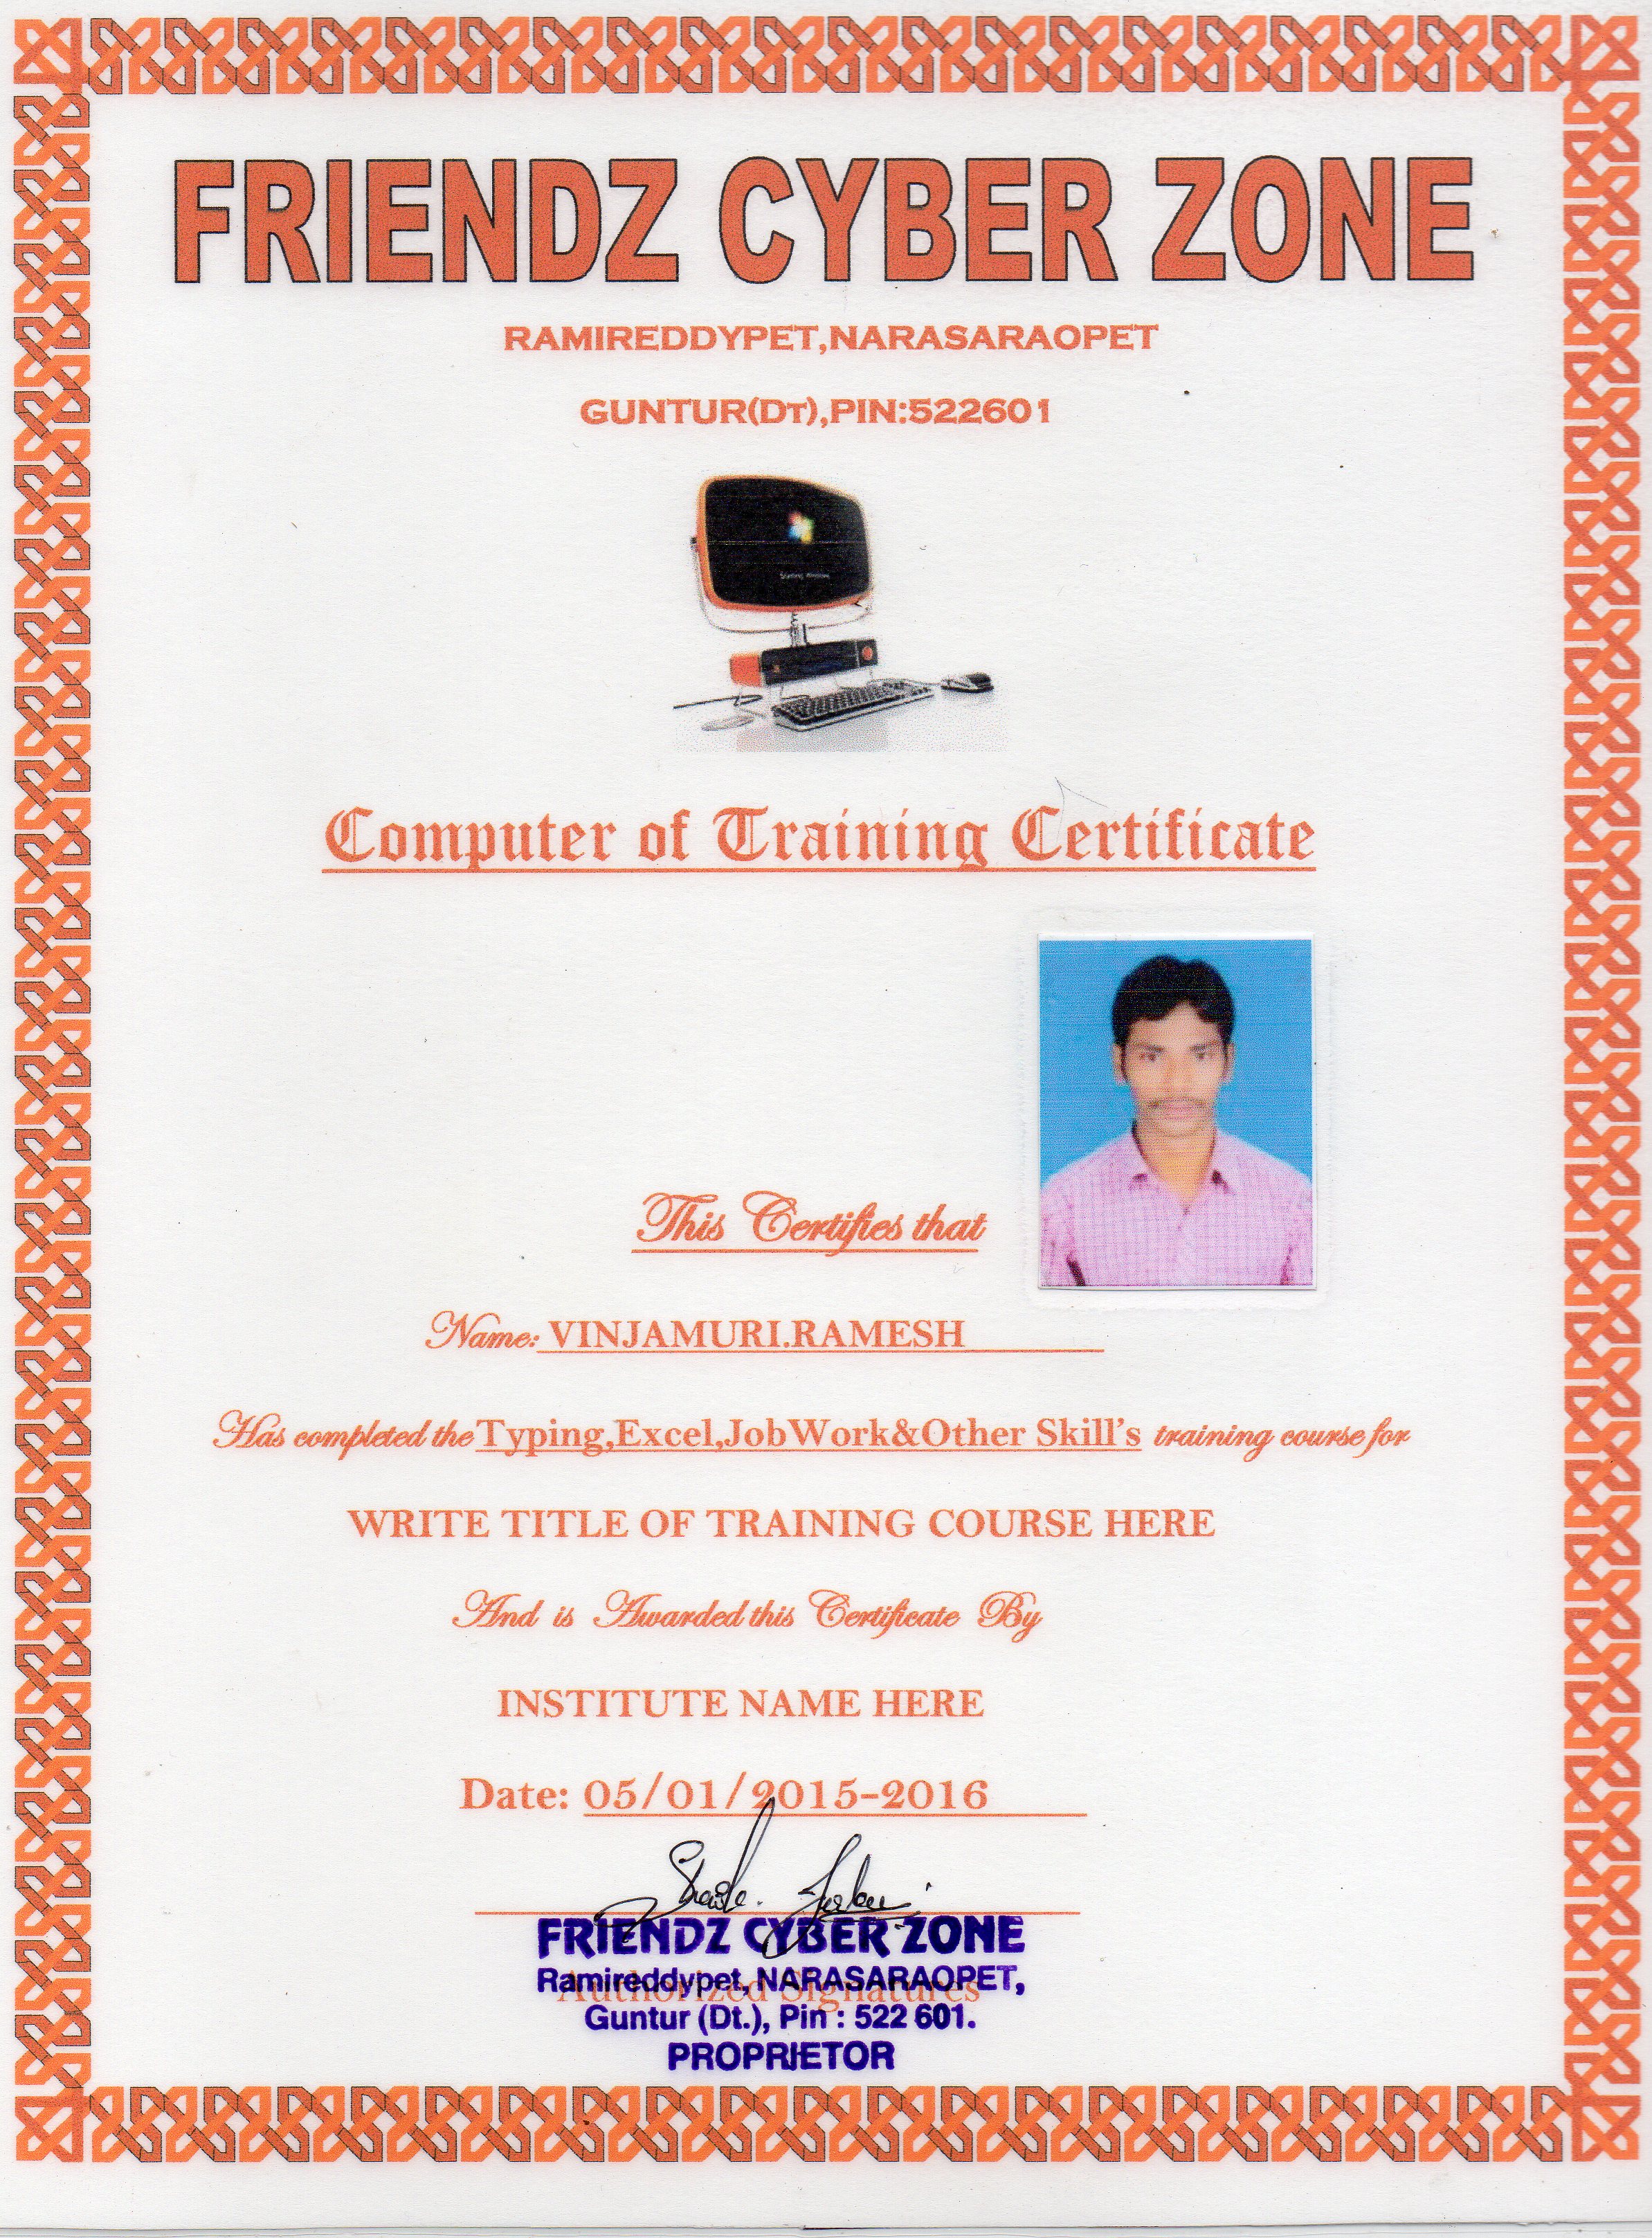 FRIENDZ CYBER ZONE
RAMIREDDYPET,NARASARAOPET
GUNTUR(DT),PIN:522601
Starting Windows
Computer of Training Certificate
This Certifies that
Name: VINJAMURI.RAMESH
Has completed the Typing,Excel,JobWork&Other Skill's training course for
WRITE TITLE OF TRAINING COURSE HERE
And is Awarded this Certificate By
INSTITUTE NAME HERE
Date: 05/01/2015-2016
FRIENDZ CYBER ZONE
Ramireddypet, NARASARAOPET,
Authorized Signatures
Guntur (Dt.), Pin : 522 601.
PROPRIETOR